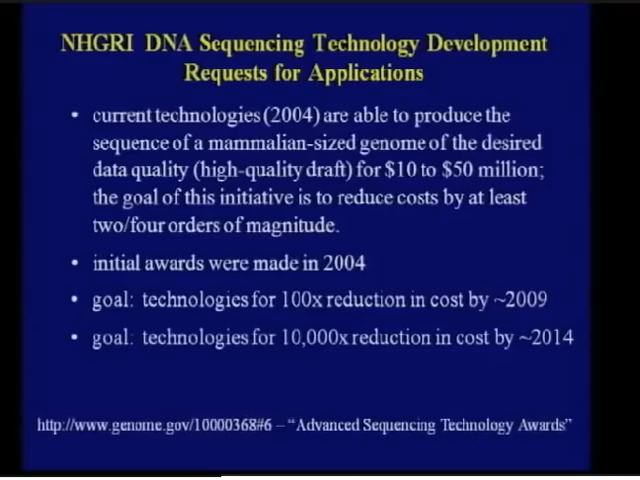 NHGRI DNA Sequencing Technology Development
Requests for Applications
• current technologies (2004) are able to produce the
sequence of a mammalian-sized genome of the desired
data quality (high-quality draft) for $10 to $50 million;
the goal of this initiative is to reduce costs by at least
two/four orders of magnitude.
• initial awards were made in 2004
• goal: technologies for 100x reduction in cost by ~2009
• goal: technologies for 10,000x reduction in cost by ~2014
http://www.genome.gov/10000368#6 – "Advanced Sequencing Technology Awards"